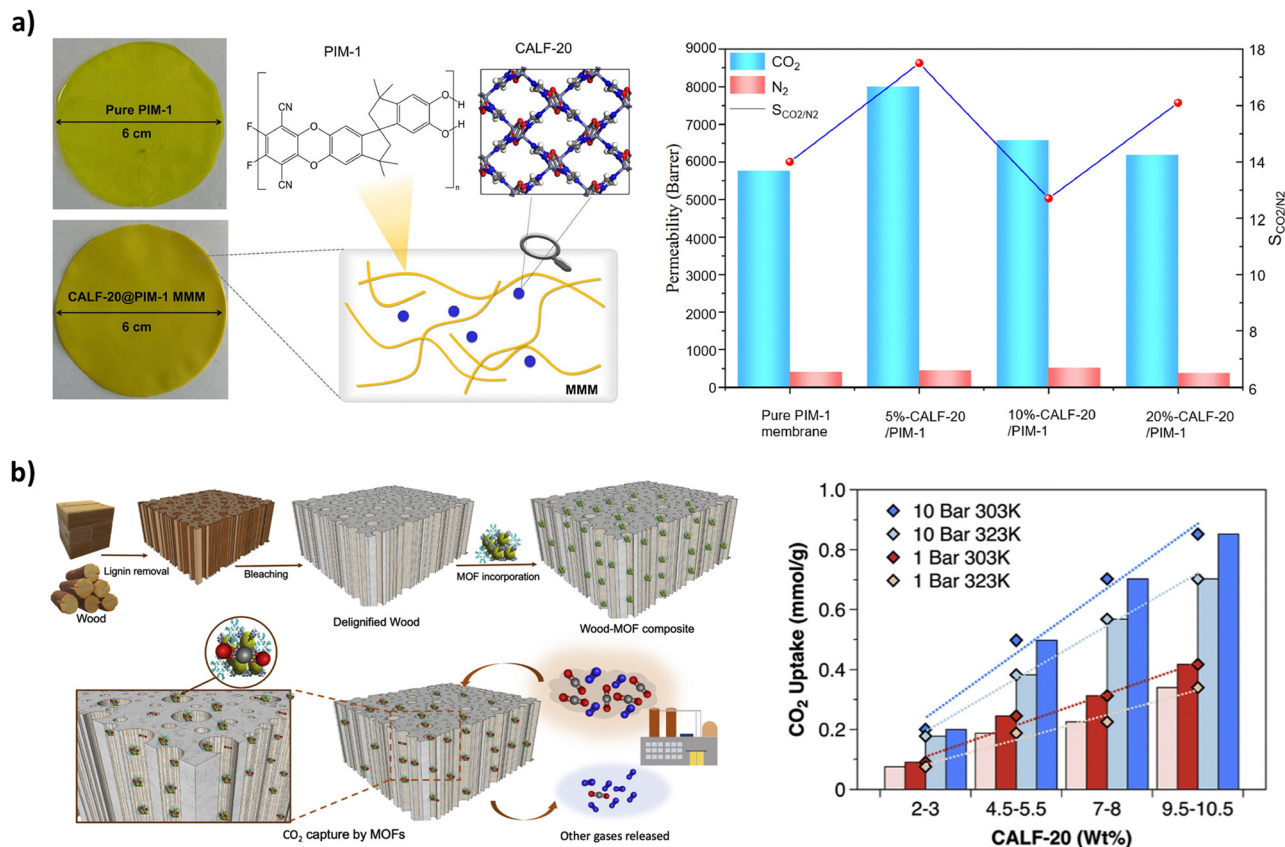 a)
Pure PIM-1
6 cm
PIM-1
CALF-20
CN
F
F
CN
O
O
O
H
H
O
n
CALF-20@PIM-1 MMM
6 cm
MMM
CO2
N2
SCO2/N2
Permeability (Barrer)
9000
8000
7000
6000
5000
4000
3000
2000
1000
0
18
16
14
12
10
8
6
SCO2/N2
Pure PIM-1
membrane
5%-CALF-20
/PIM-1
10%-CALF-20
/PIM-1
20%-CALF-20
/PIM-1
b)
Wood
Lignin removal
Bleaching
Delignified Wood
MOF incorporation
Wood-MOF composite
CO2 capture by MOFs
Other gases released
CO2 Uptake (mmol/g)
1.0
0.8
0.6
0.4
0.2
0.0
10 Bar 303K
10 Bar 323K
1 Bar 303K
1 Bar 323K
2-3
4.5-5.5
7-8
9.5-10.5
CALF-20 (Wt%)